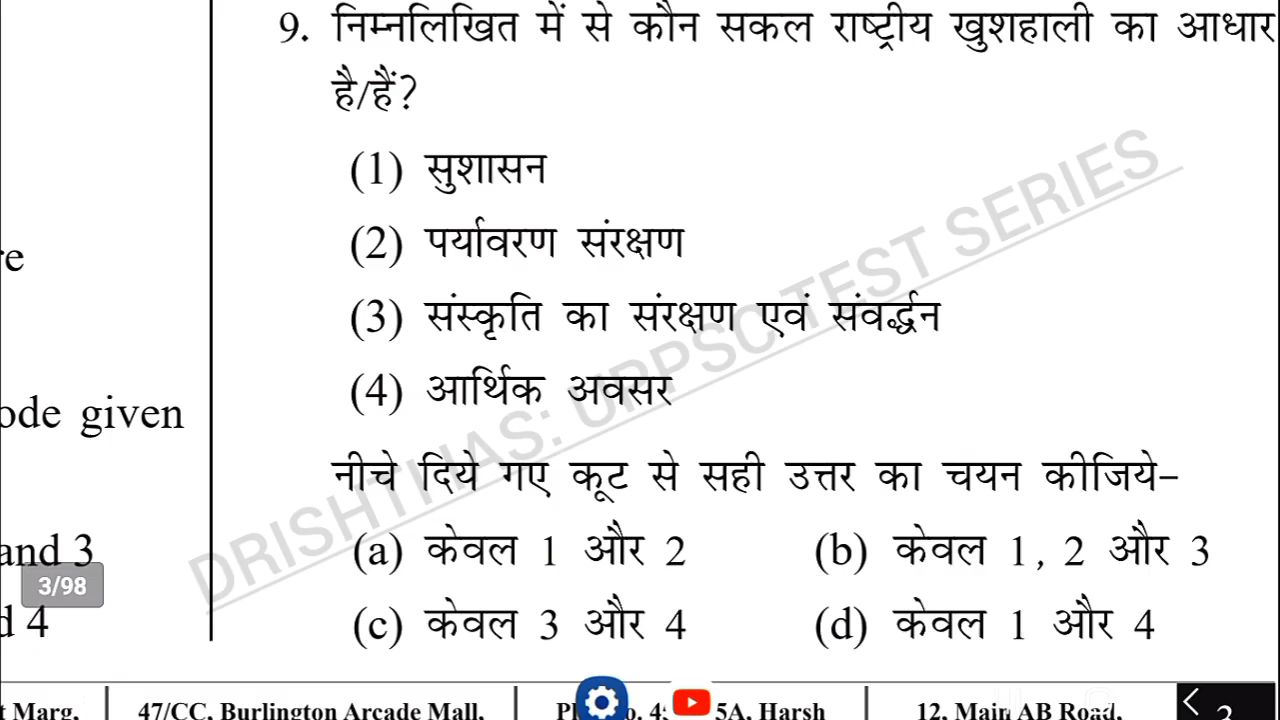 9. निम्नलिखित में से कौन सकल राष्ट्रीय खुशहाली का आधार
है/हैं?
(1) सुशासन
(2) पर्यावरण संरक्षण
(3) संस्कृति का संरक्षण एवं संवर्द्धन
(4) आर्थिक अवसर
नीचे दिये गए कूट से सही उत्तर का चयन कीजिये–
(a) केवल 1 और 2 (b) केवल 1, 2 और 3
(c) केवल 3 और 4 (d) केवल 1 और 4
DRISHTI IAS: UPPSC TEST SERIES
given
and 3
3/98
4
Marg, 47/CC, Burlington Arcade Mall, 5A, Harsh 12, Main AB Road,